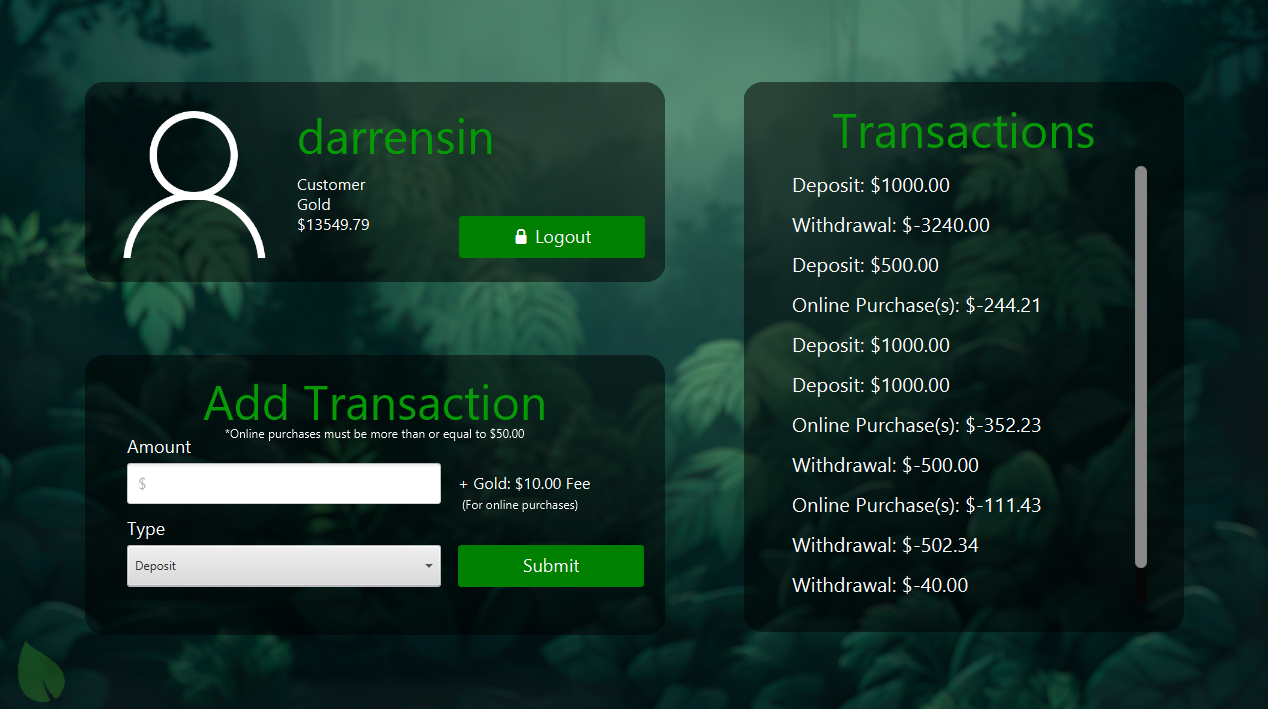 darrensin
Customer
Gold
$13549.79
Logout
Add Transaction
*Online purchases must be more than or equal to $50.00
Amount
$
+ Gold: $10.00 Fee
(For online purchases)
Type
Deposit
Submit
Transactions
Deposit: $1000.00
Withdrawal: $-3240.00
Deposit: $500.00
Online Purchase(s): $-244.21
Deposit: $1000.00
Deposit: $1000.00
Online Purchase(s): $-352.23
Withdrawal: $-500.00
Online Purchase(s): $-111.43
Withdrawal: $-502.34
Withdrawal: $-40.00